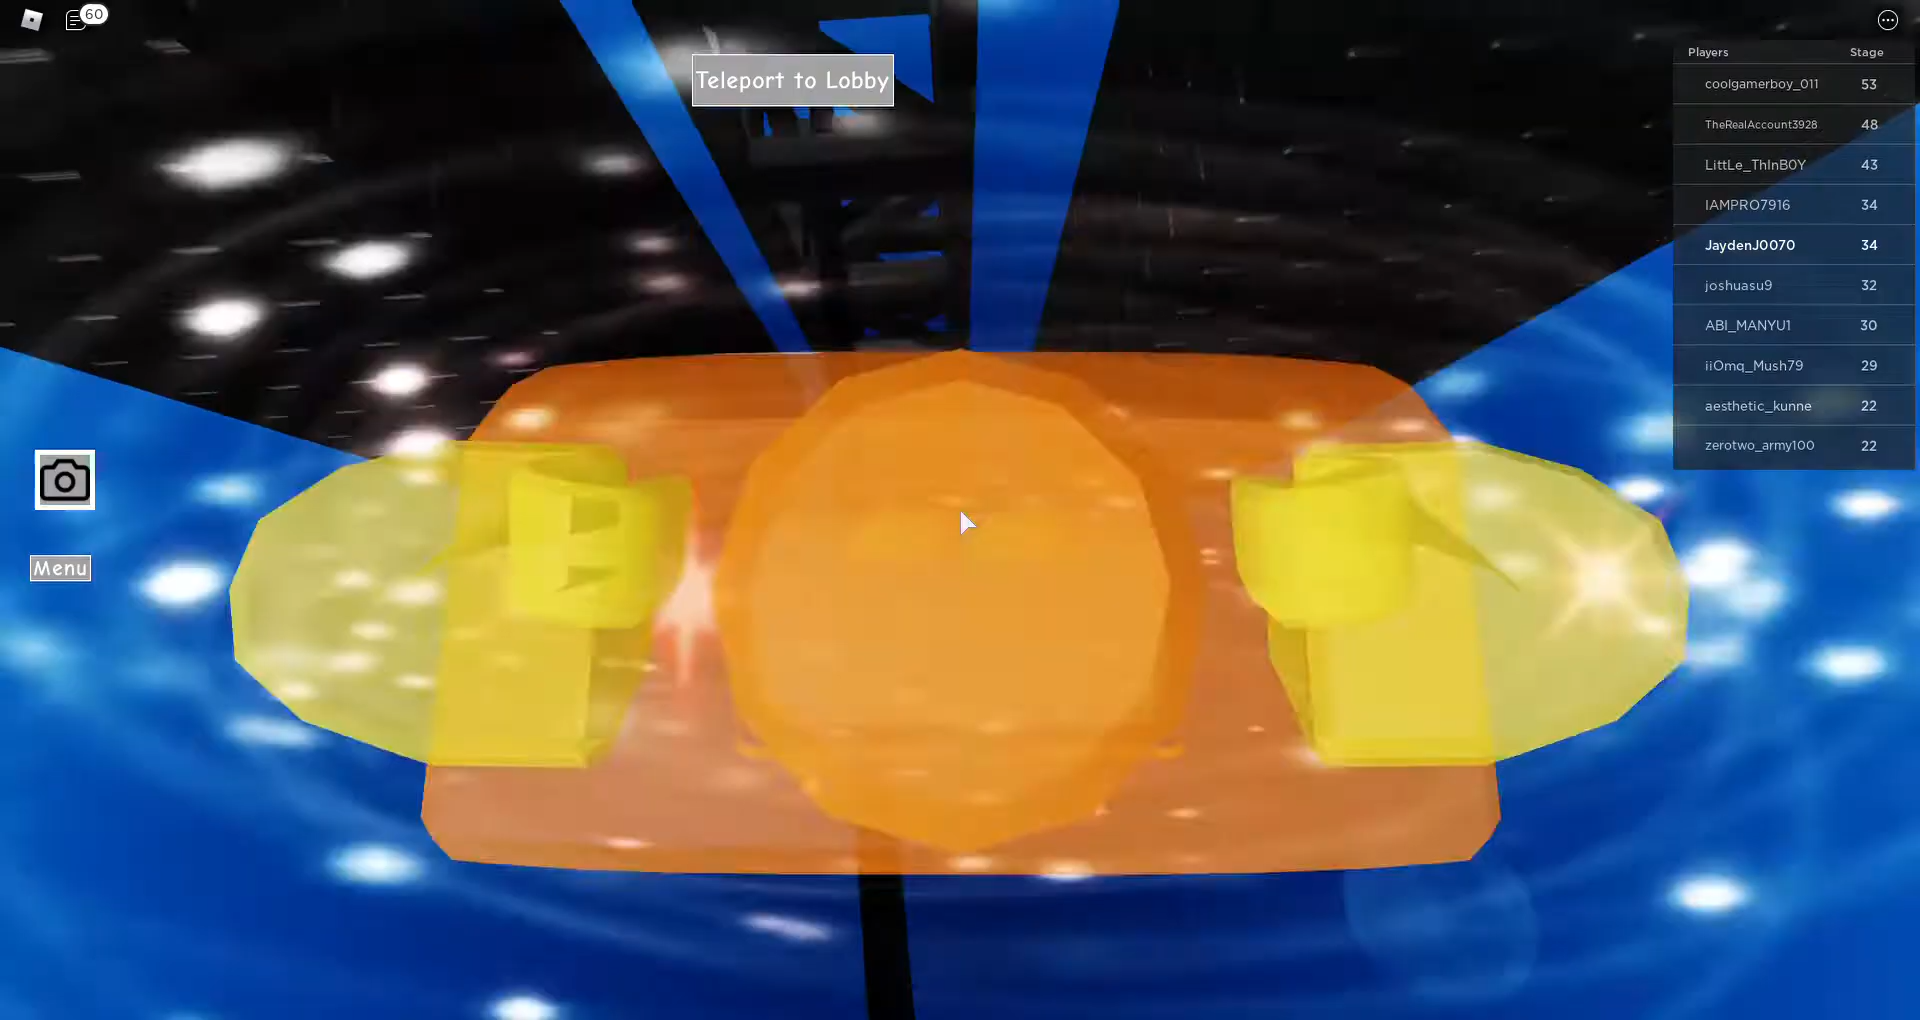 60
Teleport to Lobby
Players Stage
coolgamerboy_011 53
TheRealAccount3928 48
LittLe_ThInB0Y 43
IAMPRO7916 34
JaydenJ0070 34
joshuasu9 32
ABI_MANYU1 30
iiOmq_Mush79 29
aesthetic_kunne 22
zerotwo_army100 22
Menu